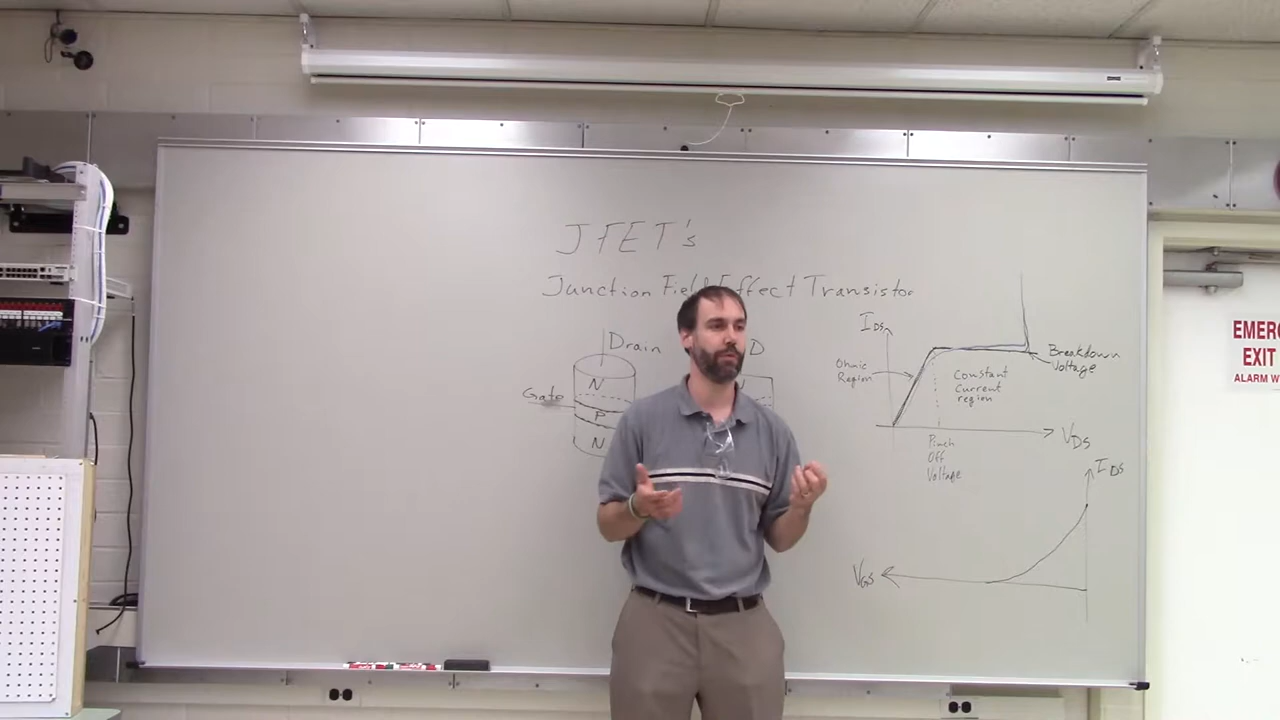 JFET's
Junction Field Effect Transistor
Drain
D
Gate
N
P
N
IDS
Ohmic
Region
Constant
Current
region
Breakdown
Voltage
VDS
Pinch
Off
Voltage
IDS
VGS
EMER
EXIT
ALARM W